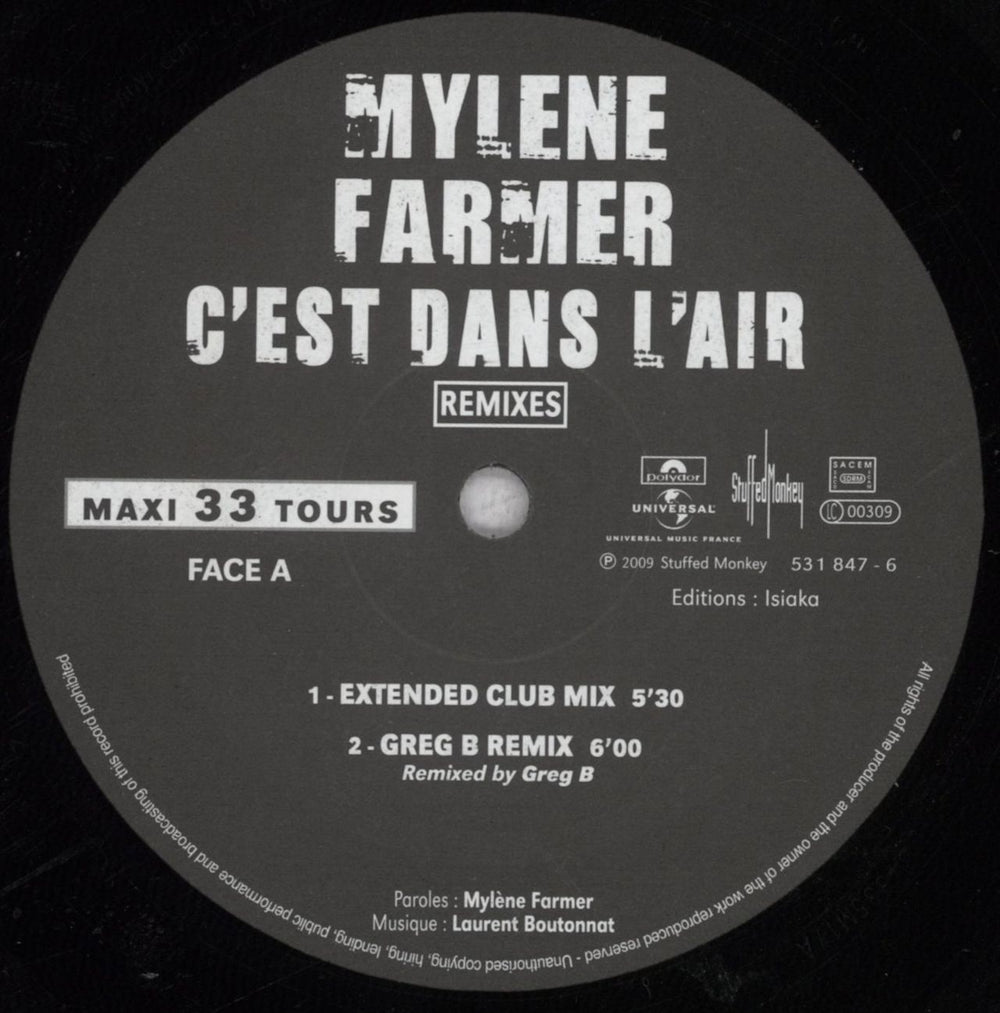 MYLENE
FARMER
C'EST DANS L'AIR
REMIXES
MAXI 33 TOURS
FACE A
polydor
UNIVERSAL
UNIVERSAL MUSIC FRANCE
Stuffed Monkey
SACEM
SDRM
LC 00309
℗ 2009 Stuffed Monkey 531 847 - 6
Editions : Isiaka
1 - EXTENDED CLUB MIX 5'30
2 - GREG B REMIX 6'00
Remixed by Greg B
Paroles : Mylène Farmer
Musique : Laurent Boutonnat
All rights of the producer and the owner of the work reproduced reserved - Unauthorised copying, hiring, lending, public performance and broadcasting of this record prohibited